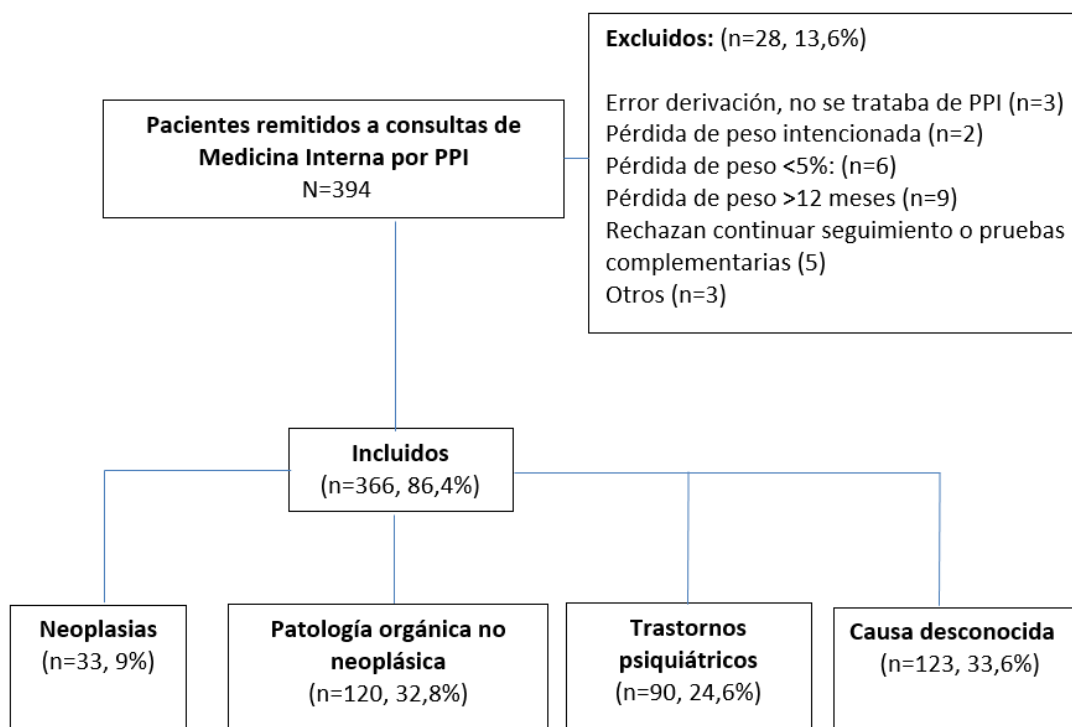 Pacientes remitidos a consultas de
Medicina Interna por PPI
N=394
Excluidos: (n=28, 13,6%)
Error derivación, no se trataba de PPI (n=3)
Pérdida de peso intencionada (n=2)
Pérdida de peso <5%: (n=6)
Pérdida de peso >12 meses (n=9)
Rechazan continuar seguimiento o pruebas
complementarias (5)
Otros (n=3)
Incluidos
(n=366, 86,4%)
Neoplasias
(n=33, 9%)
Patología orgánica no
neoplásica
(n=120, 32,8%)
Trastornos
psiquiátricos
(n=90, 24,6%)
Causa desconocida
(n=123, 33,6%)